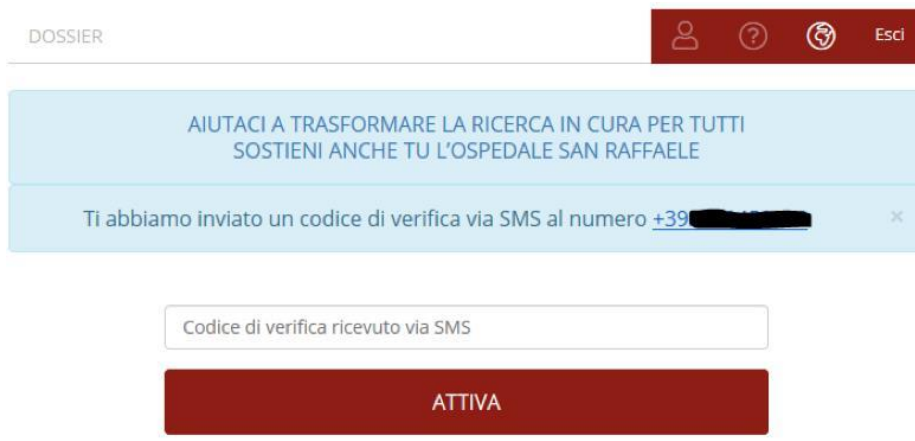 DOSSIER
Esci
AIUTACI A TRASFORMARE LA RICERCA IN CURA PER TUTTI
SOSTIENI ANCHE TU L'OSPEDALE SAN RAFFAELE
Ti abbiamo inviato un codice di verifica via SMS al numero +39
Codice di verifica ricevuto via SMS
ATTIVA